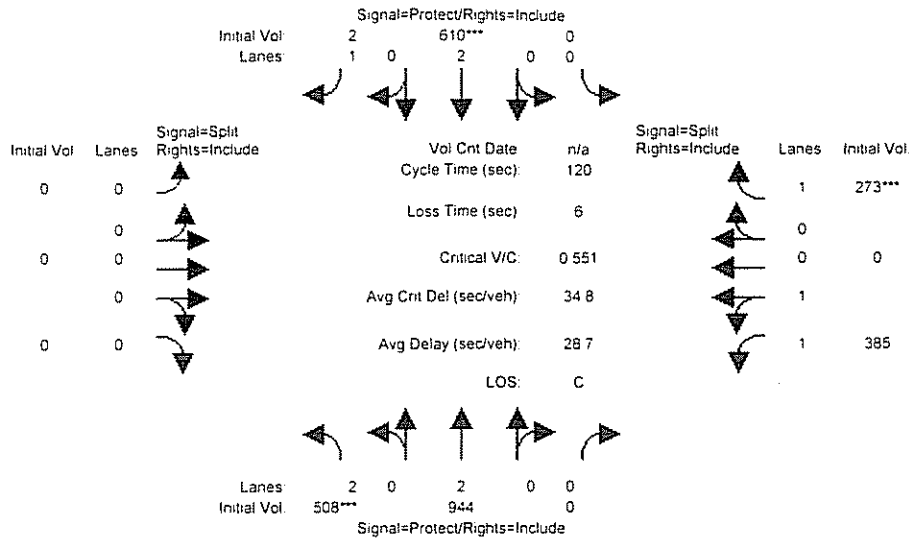 Signal=Protect/Rights=Include
Initial Vol: 2 610*** 0
Lanes: 1 0 2 0 0
Signal=Split
Initial Vol Lanes Rights=Include
0 0
0
0 0
0
0 0
Vol Cnt Date n/a
Cycle Time (sec): 120
Loss Time (sec) 6
Critical V/C: 0 551
Avg Crit Del (sec/veh): 34 8
Avg Delay (sec/veh): 28 7
LOS: C
Signal=Split
Rights=Include Lanes Initial Vol.
1 273***
0
0 0
1
1 385
Lanes: 2 0 2 0 0
Initial Vol. 508*** 944 0
Signal=Protect/Rights=Include